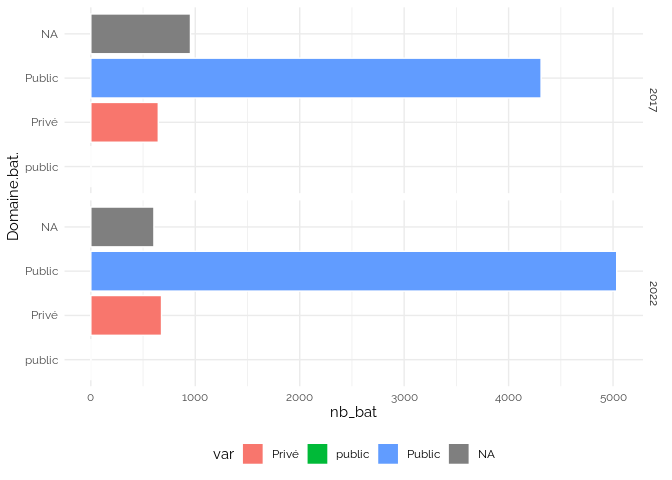 NA
Public
Privé
public
2017
Domaine.bat.
NA
Public
Privé
public
2022
0 1000 2000 3000 4000 5000
nb_bat
var Privé public Public NA